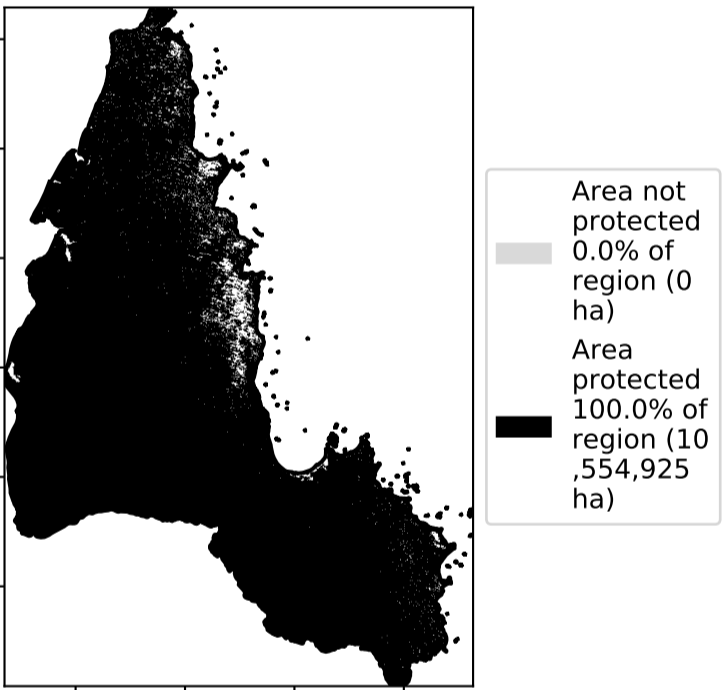 Area not
protected
0.0% of
region (0
ha)
Area
protected
100.0% of
region (10
,554,925
ha)